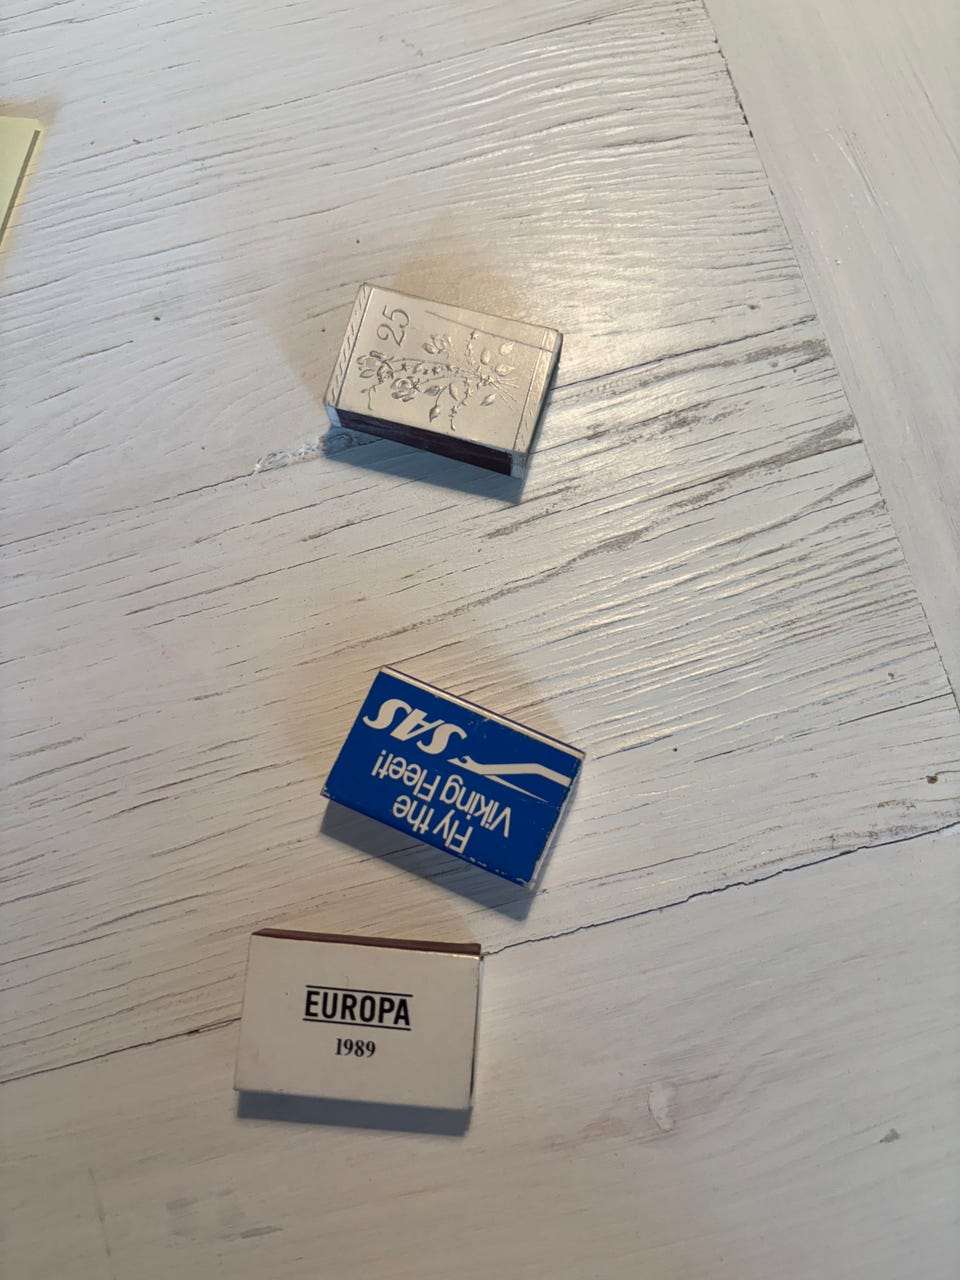 25
SAS
Fly the
Viking Fleet!
EUROPA
1989